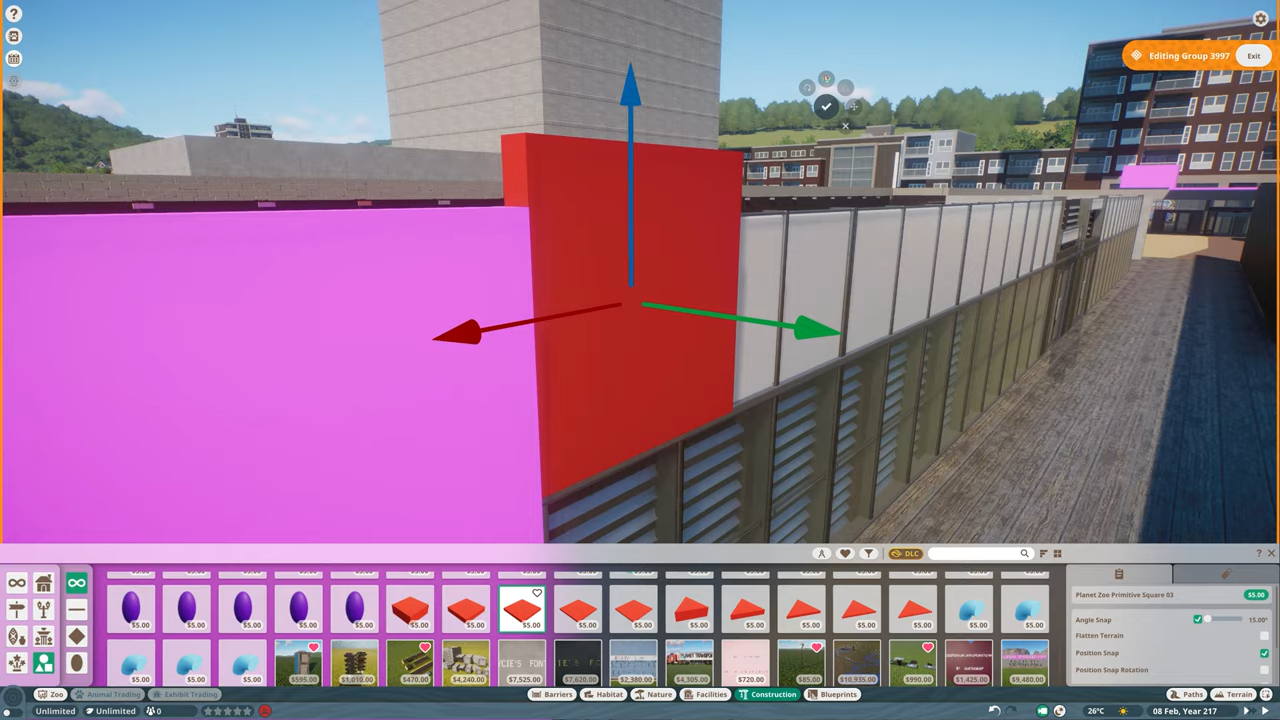 Editing Group 3997
Exit
DLC
$5.00 $5.00 $5.00 $5.00 $5.00 $5.00 $5.00 $5.00 $5.00 $5.00 $5.00 $5.00 $5.00 $5.00 $5.00 $5.00 $5.00
$5.00 $5.00 $5.00 $595.00 $1,010.00 $470.00 $4,240.00 $7,525.00 $7,620.00 $2,380.00 $4,305.00 $720.00 $85.00 $10,935.00 $990.00 $1,425.00 $4,480.00
Planet Zoo Primitive Square 03
$5.00
Angle Snap
15.00°
Flatten Terrain
Position Snap
Position Snap Rotation
Zoo
Animal Trading
Exhibit Trading
Barriers
Habitat
Nature
Facilities
Construction
Blueprints
Paths
Terrain
Unlimited
Unlimited
0
26°C
08 Feb, Year 217